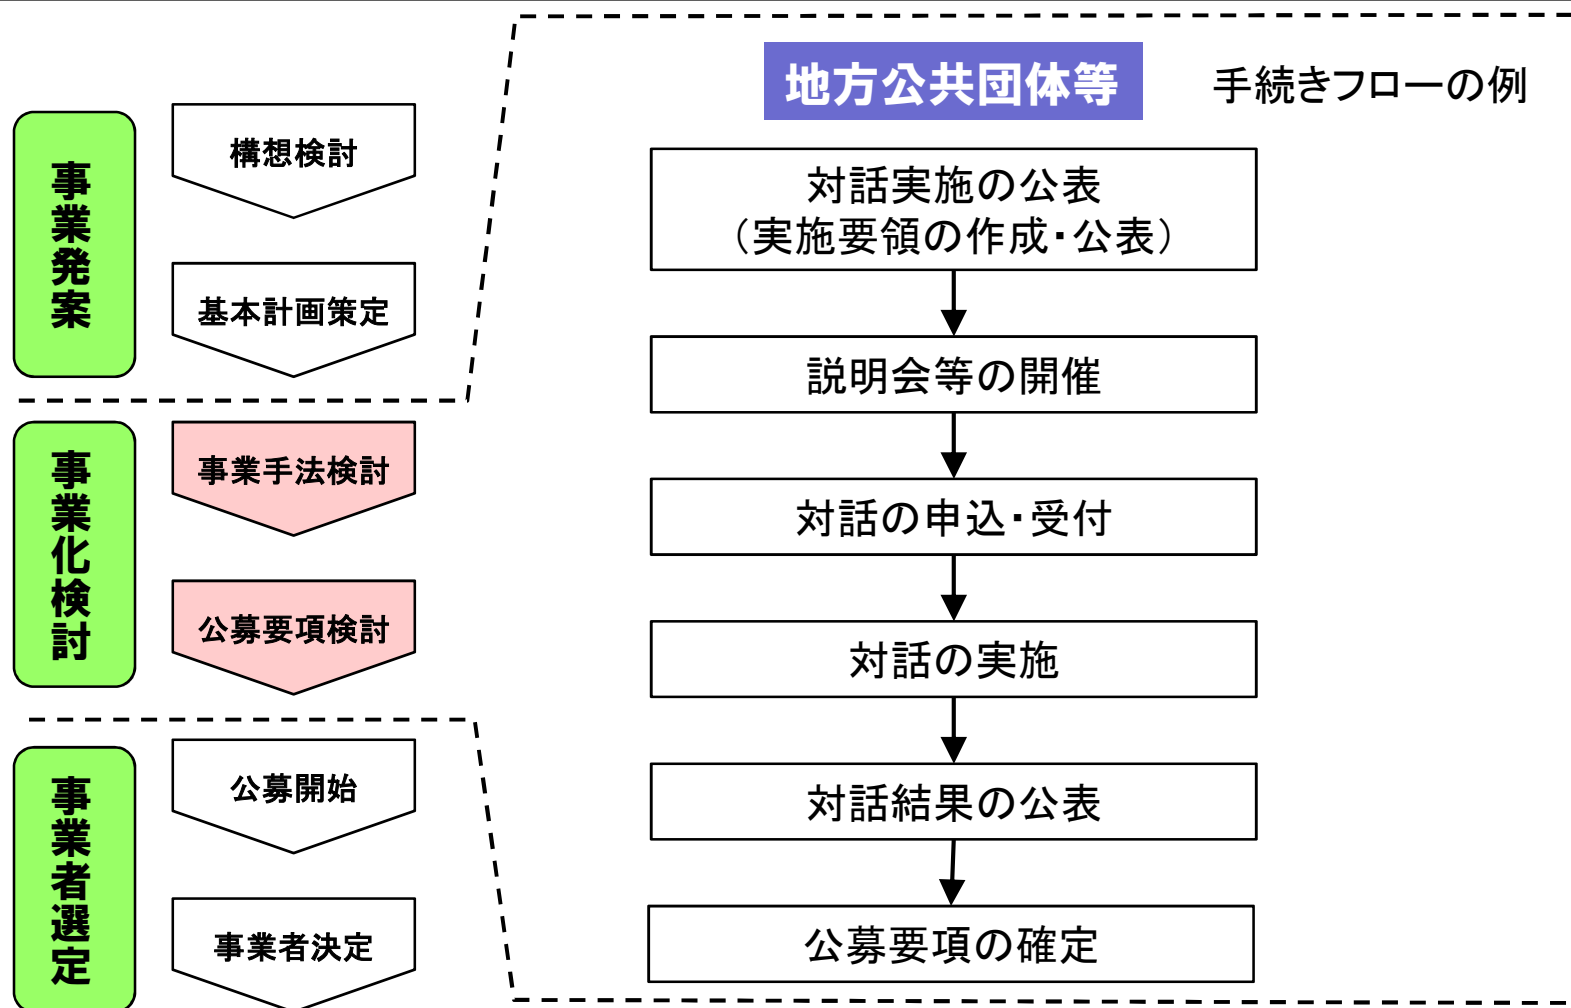 事業発案
構想検討
基本計画策定
事業化検討
事業手法検討
公募要項検討
事業者選定
公募開始
事業者決定
地方公共団体等
手続きフローの例
対話実施の公表
（実施要領の作成・公表）
説明会等の開催
対話の申込・受付
対話の実施
対話結果の公表
公募要項の確定